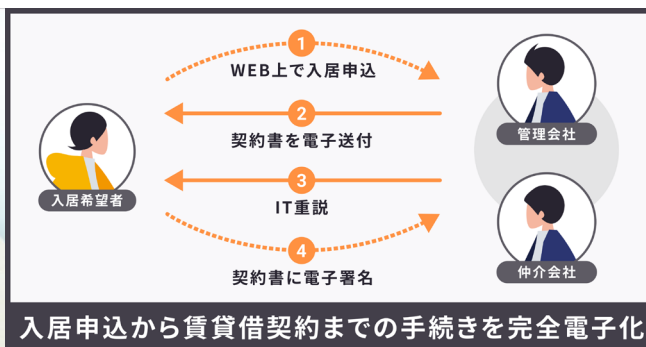 1
WEB上で入居申込
2
契約書を電子送付
3
IT重説
4
契約書に電子署名
入居希望者
管理会社
仲介会社
入居申込から賃貸借契約までの手続きを完全電子化